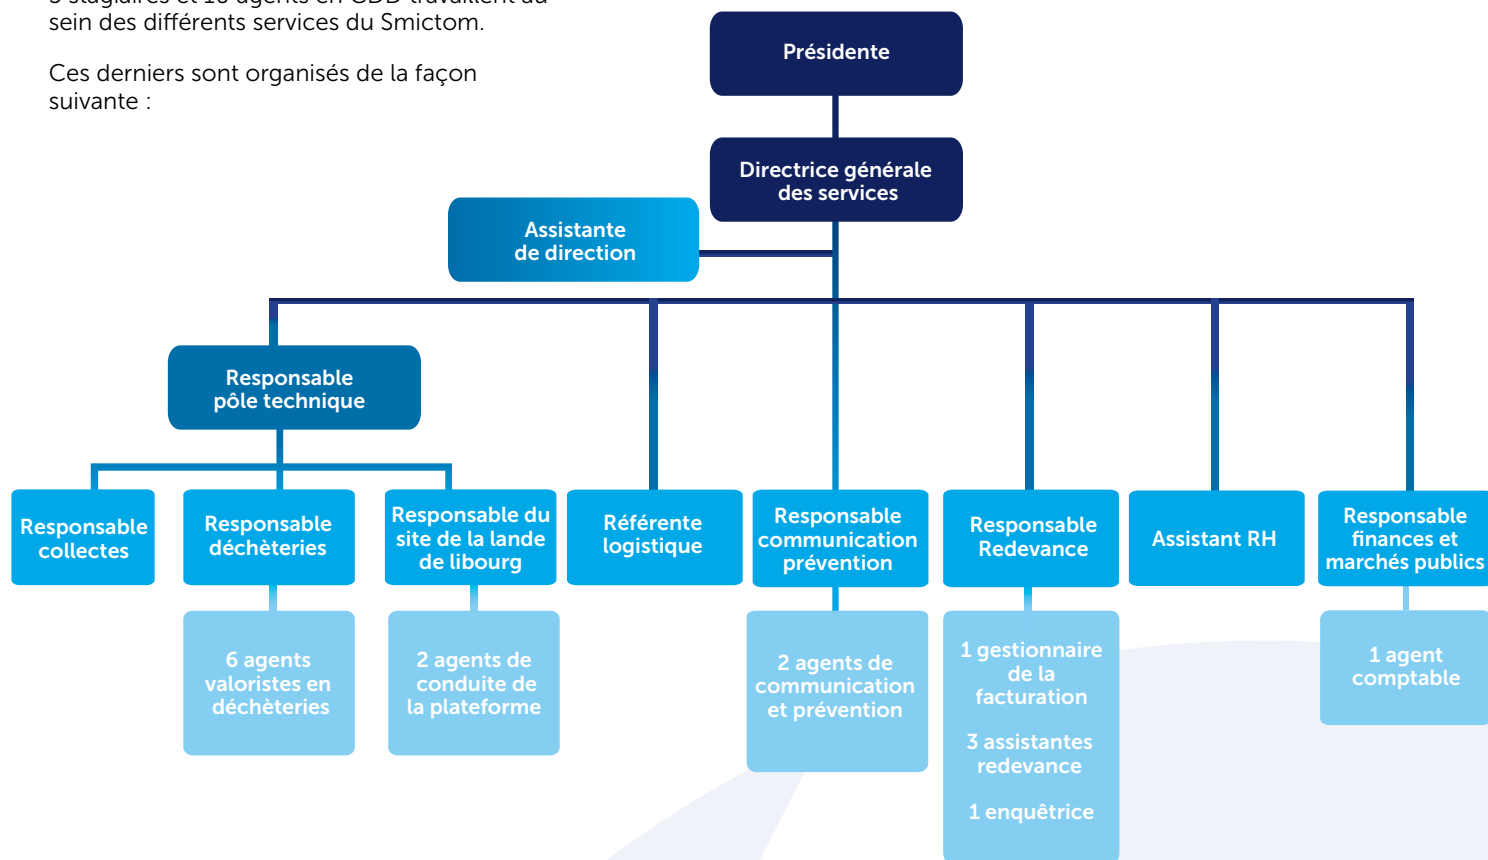 sein des différents services du Smictom.
Ces derniers sont organisés de la façon
suivante :
Présidente
Directrice générale
des services
Assistante
de direction
Responsable
pôle technique
Responsable
collectes
Responsable
déchèteries
Responsable du
site de la lande
de libourg
Référente
logistique
Responsable
communication
prévention
Responsable
Redevance
Assistant RH
Responsable
finances et
marchés publics
6 agents
valoristes en
déchèteries
2 agents de
conduite de
la plateforme
2 agents de
communication
et prévention
1 gestionnaire
de la
facturation
3 assistantes
redevance
1 enquêtrice
1 agent
comptable